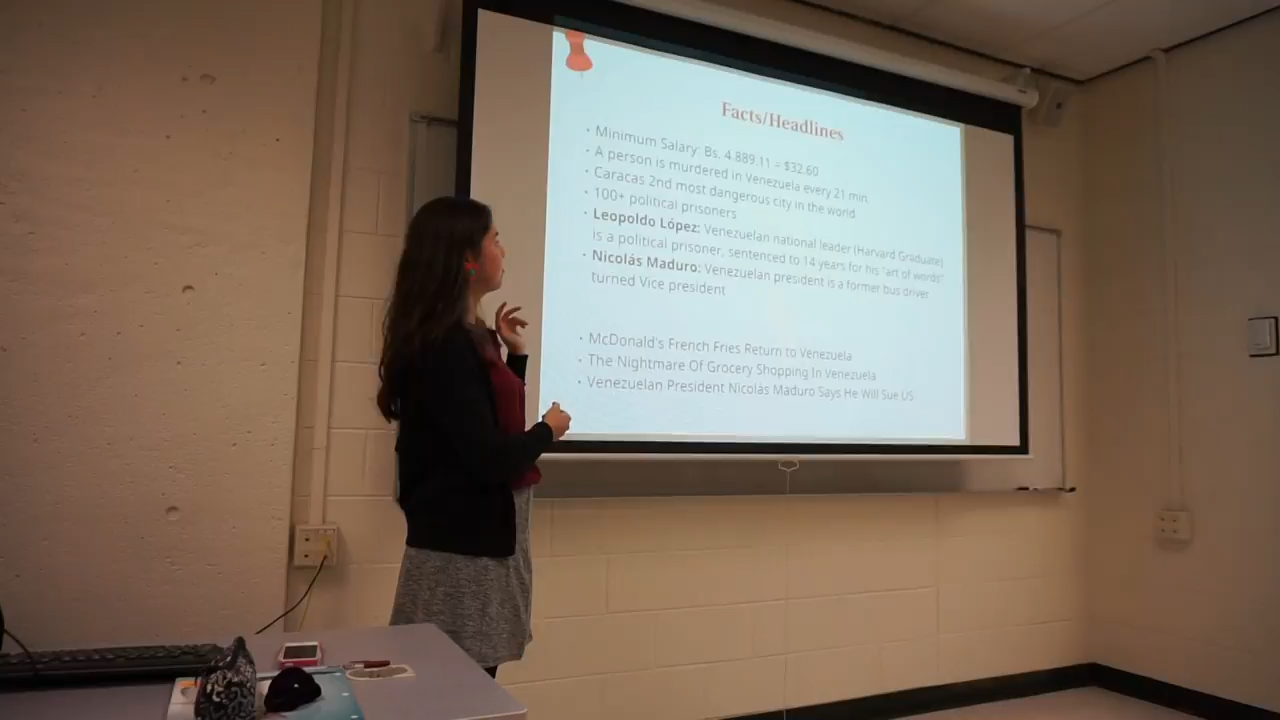 Facts/Headlines
• Minimum Salary: Bs. 4.889.11 = $32.60
• A person is murdered in Venezuela every 21 min.
• Caracas 2nd most dangerous city in the world
• 100+ political prisoners
• Leopoldo López: Venezuelan national leader (Harvard Graduate)
is a political prisoner, sentenced to 14 years for his "art of words"
• Nicolás Maduro: Venezuelan president is a former bus driver
turned Vice president
• McDonald's French Fries Return to Venezuela
• The Nightmare Of Grocery Shopping In Venezuela
• Venezuelan President Nicolás Maduro Says He Will Sue US